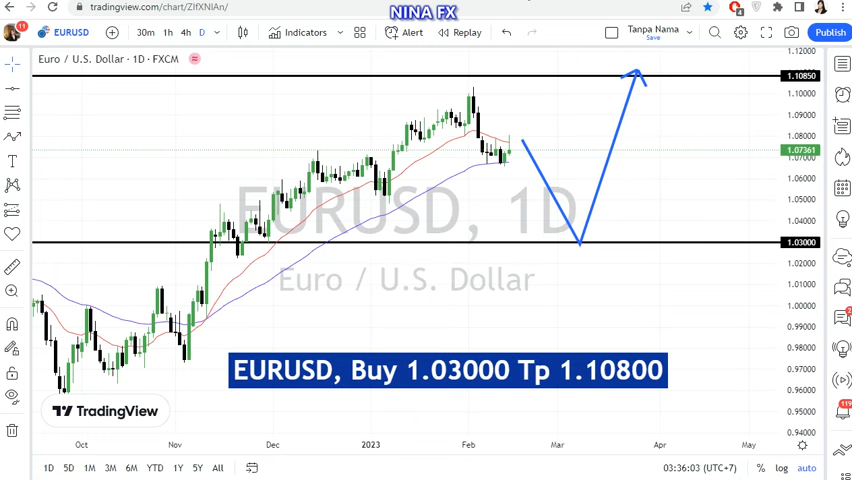 tradingview.com/chart/ZIfXNIAn/
NINA FX
11
EURUSD
30m 1h 4h D
Indicators
Alert
Replay
Tanpa Nama
Save
Publish
Euro / U.S. Dollar · 1D · FXCM
1.12000
1.10850
1.10000
1.09000
1.08000
1.07361
1.07000
1.06000
1.05000
1.04000
1.03000
1.02000
1.01000
1.00000
0.99000
0.98000
0.97000
0.96000
0.95000
0.94000
EURUSD, 1D
Euro / U.S. Dollar
EURUSD, Buy 1.03000 Tp 1.10800
TradingView
Oct Nov Dec 2023 Feb Mar Apr May
1D 5D 1M 3M 6M YTD 1Y 5Y All
03:36:03 (UTC+7)
% log auto